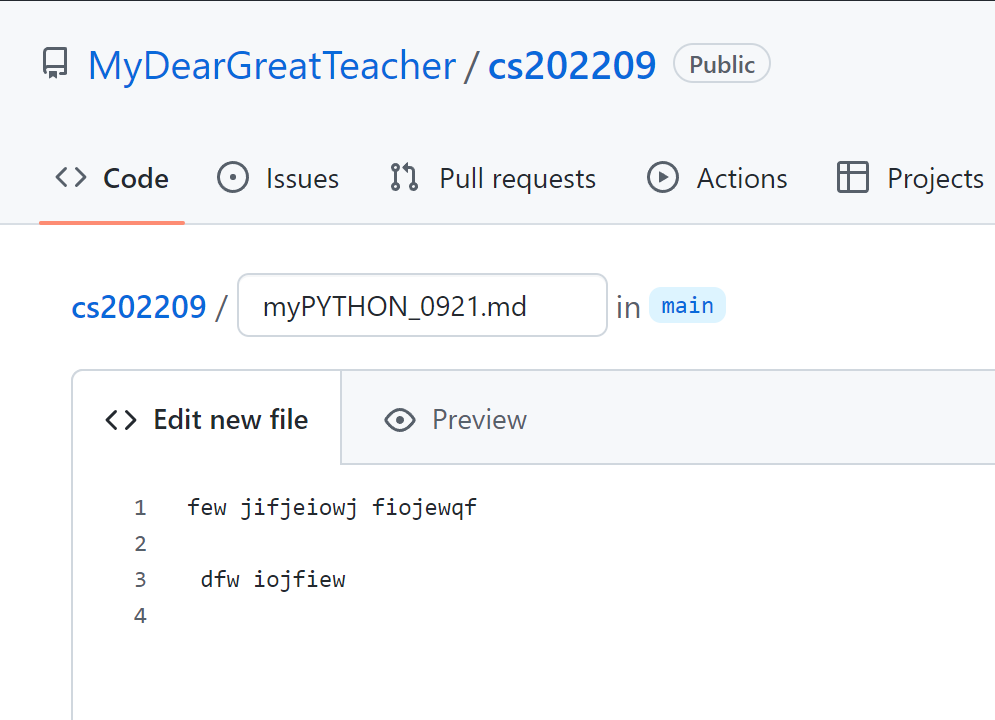 MyDearGreatTeacher / cs202209 Public
Code Issues Pull requests Actions Projects
cs202209 / myPYTHON_0921.md in main
Edit new file Preview
1 few jifjeiowj fiojewqf
2
3 dfw iojfiew
4